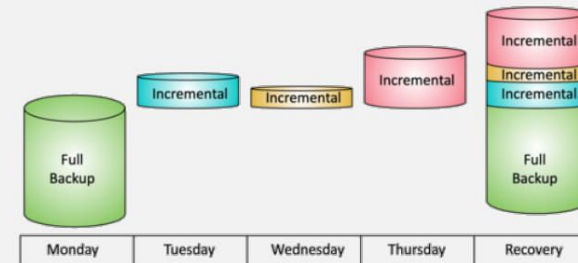 Full
Backup
Incremental
Incremental
Incremental
Incremental
Incremental
Incremental
Full
Backup
Monday
Tuesday
Wednesday
Thursday
Recovery